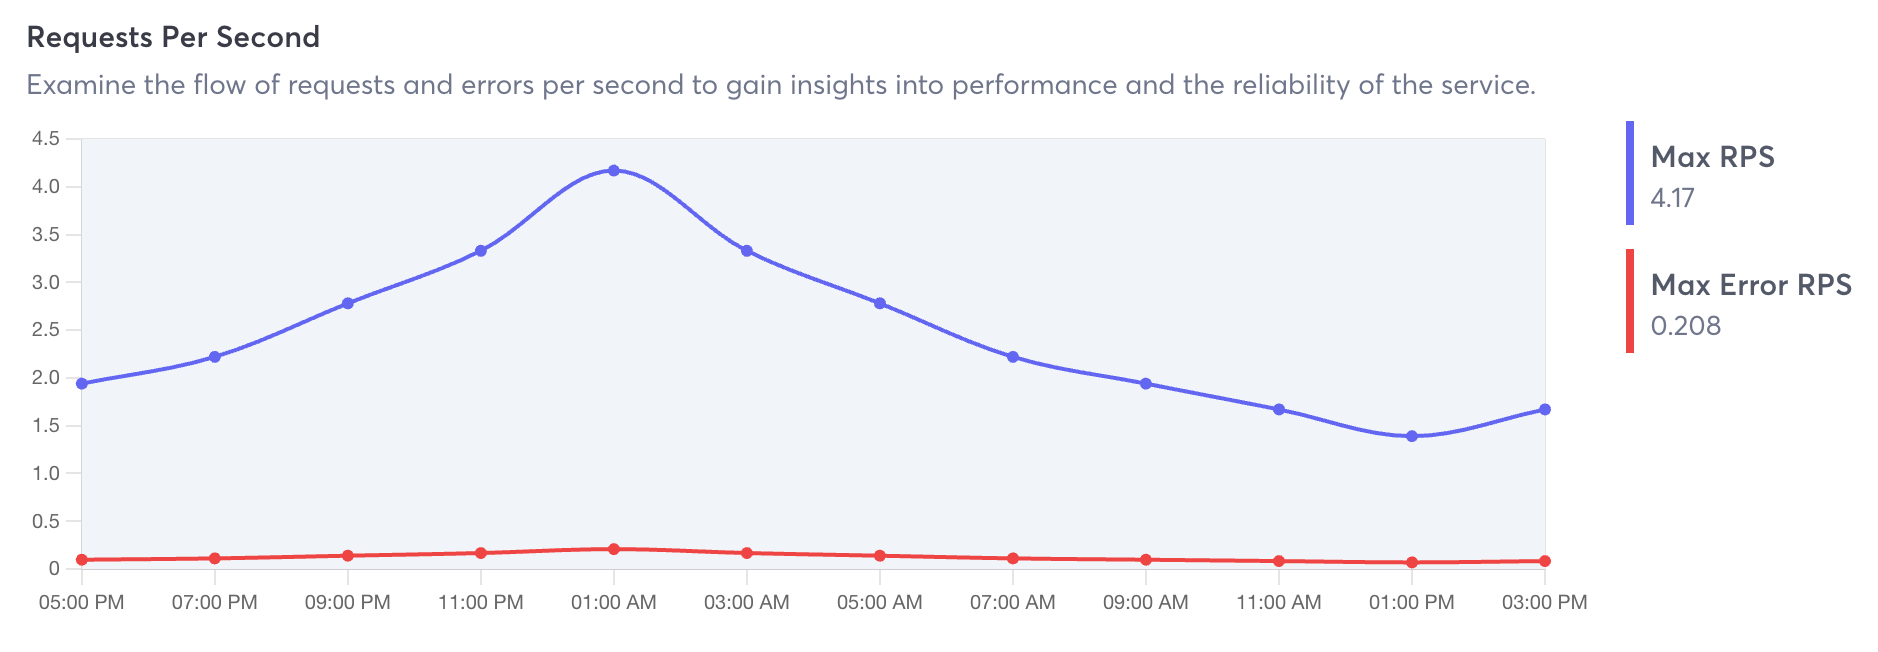 Requests Per Second
Examine the flow of requests and errors per second to gain insights into performance and the reliability of the service.
4.5
4.0
3.5
3.0
2.5
2.0
1.5
1.0
0.5
0
05:00 PM 07:00 PM 09:00 PM 11:00 PM 01:00 AM 03:00 AM 05:00 AM 07:00 AM 09:00 AM 11:00 AM 01:00 PM 03:00 PM
Max RPS
4.17
Max Error RPS
0.208